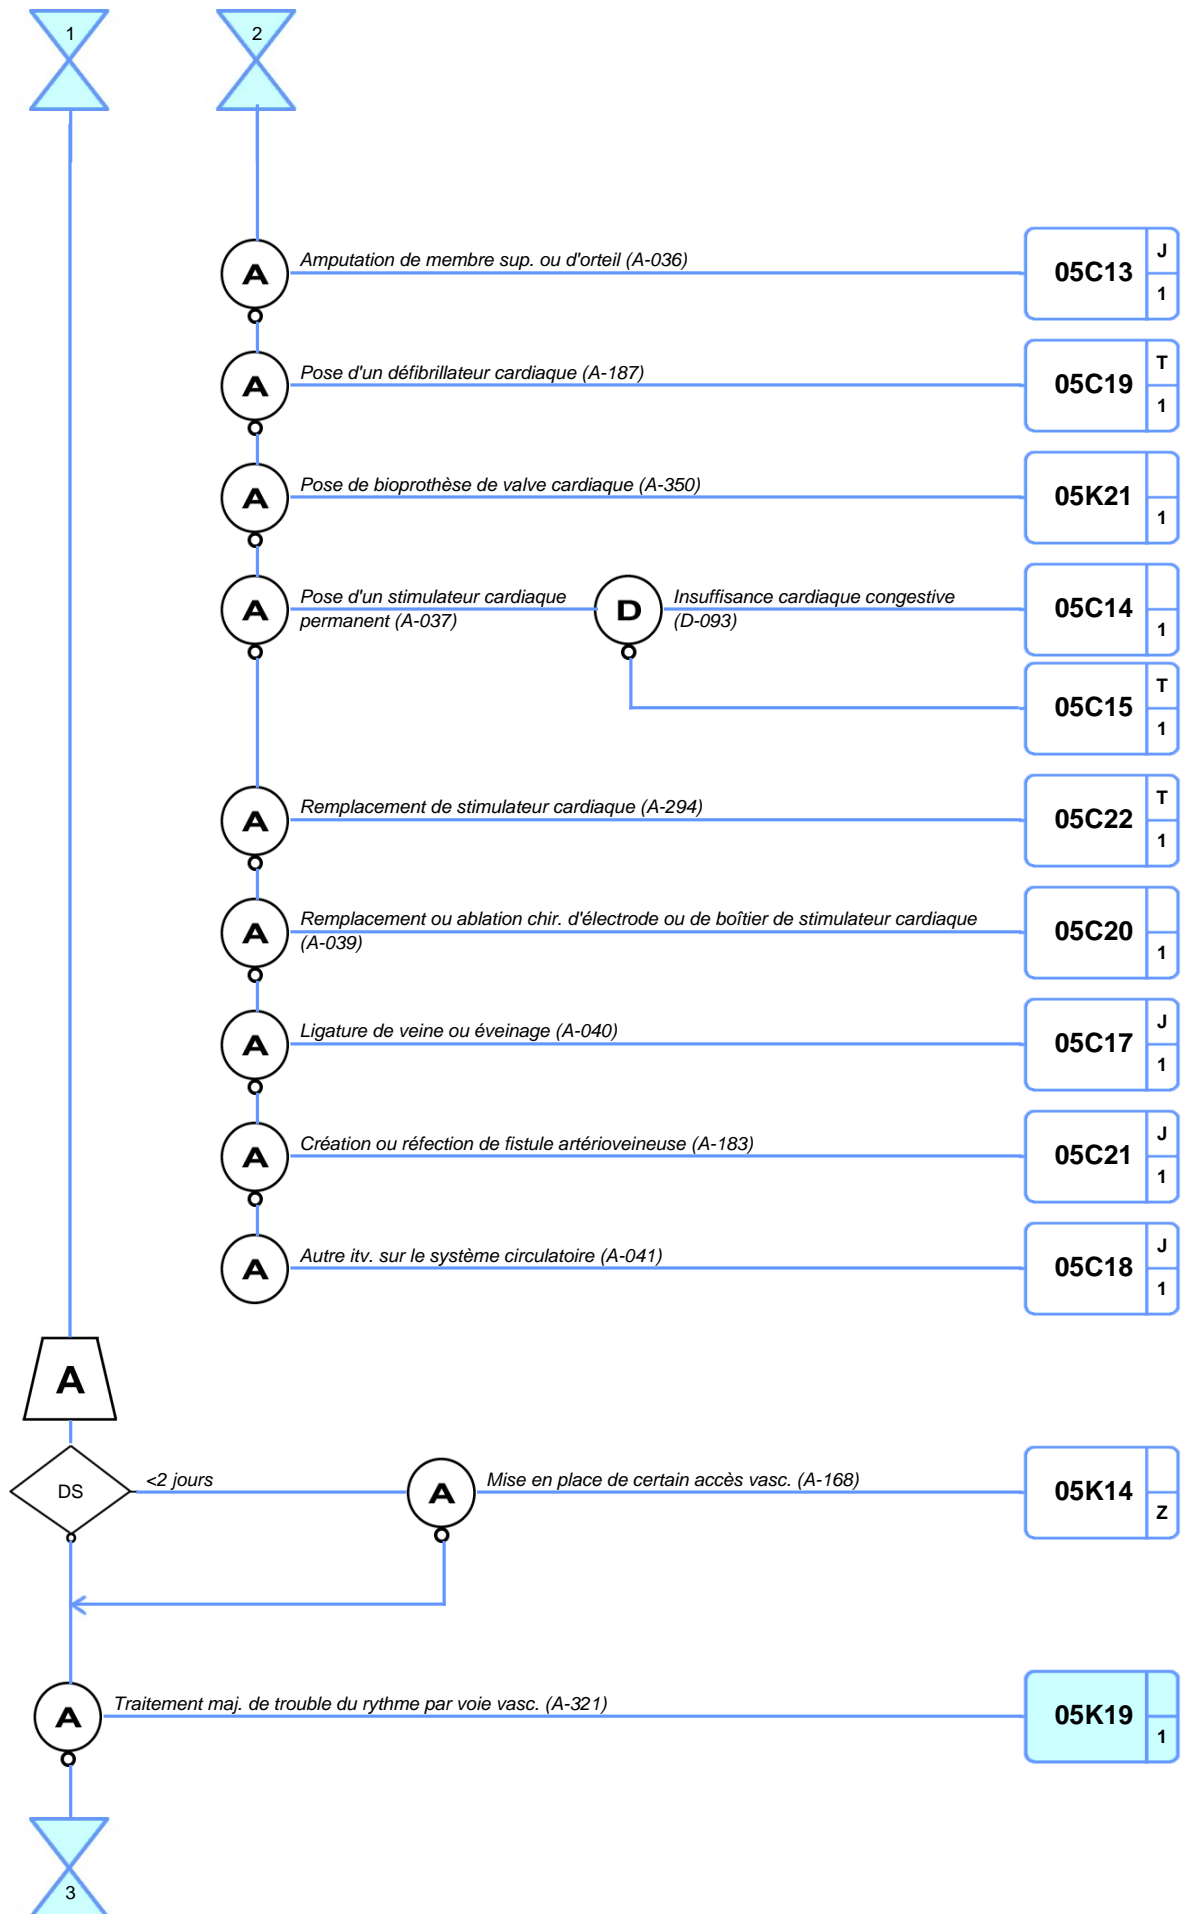 1
2
A
Amputation de membre sup. ou d'orteil (A-036)
05C13
J
1
A
Pose d'un défibrillateur cardiaque (A-187)
05C19
T
1
A
Pose de bioprothèse de valve cardiaque (A-350)
05K21
1
A
Pose d'un stimulateur cardiaque
permanent (A-037)
D
Insuffisance cardiaque congestive
(D-093)
05C14
1
05C15
T
1
A
Remplacement de stimulateur cardiaque (A-294)
05C22
T
1
A
Remplacement ou ablation chir. d'électrode ou de boîtier de stimulateur cardiaque
(A-039)
05C20
1
A
Ligature de veine ou éveinage (A-040)
05C17
J
1
A
Création ou réfection de fistule artérioveineuse (A-183)
05C21
J
1
A
Autre itv. sur le système circulatoire (A-041)
05C18
J
1
A
DS
<2 jours
A
Mise en place de certain accès vasc. (A-168)
05K14
Z
A
Traitement maj. de trouble du rythme par voie vasc. (A-321)
05K19
1
3